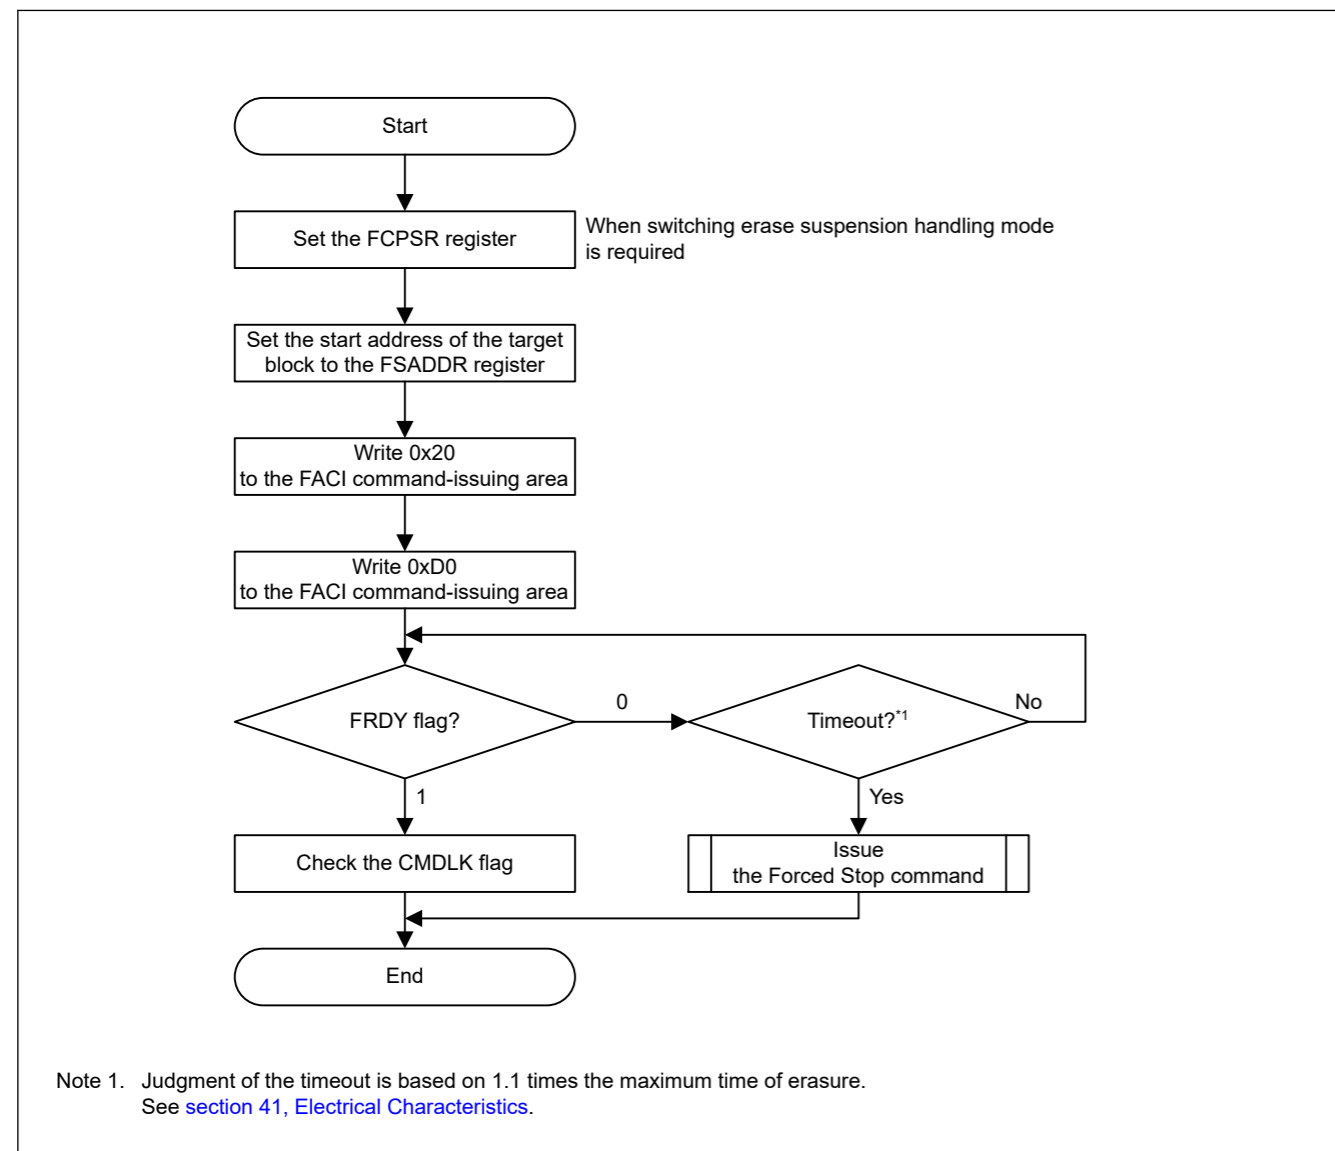 Start
Set the FCPSR register
When switching erase suspension handling mode
is required
Set the start address of the target
block to the FSADDR register
Write 0x20
to the FACI command-issuing area
Write 0xD0
to the FACI command-issuing area
FRDY flag?
0
Timeout?*1
No
1
Yes
Check the CMDLK flag
Issue
the Forced Stop command
End
Note 1. Judgment of the timeout is based on 1.1 times the maximum time of erasure.
See section 41, Electrical Characteristics.